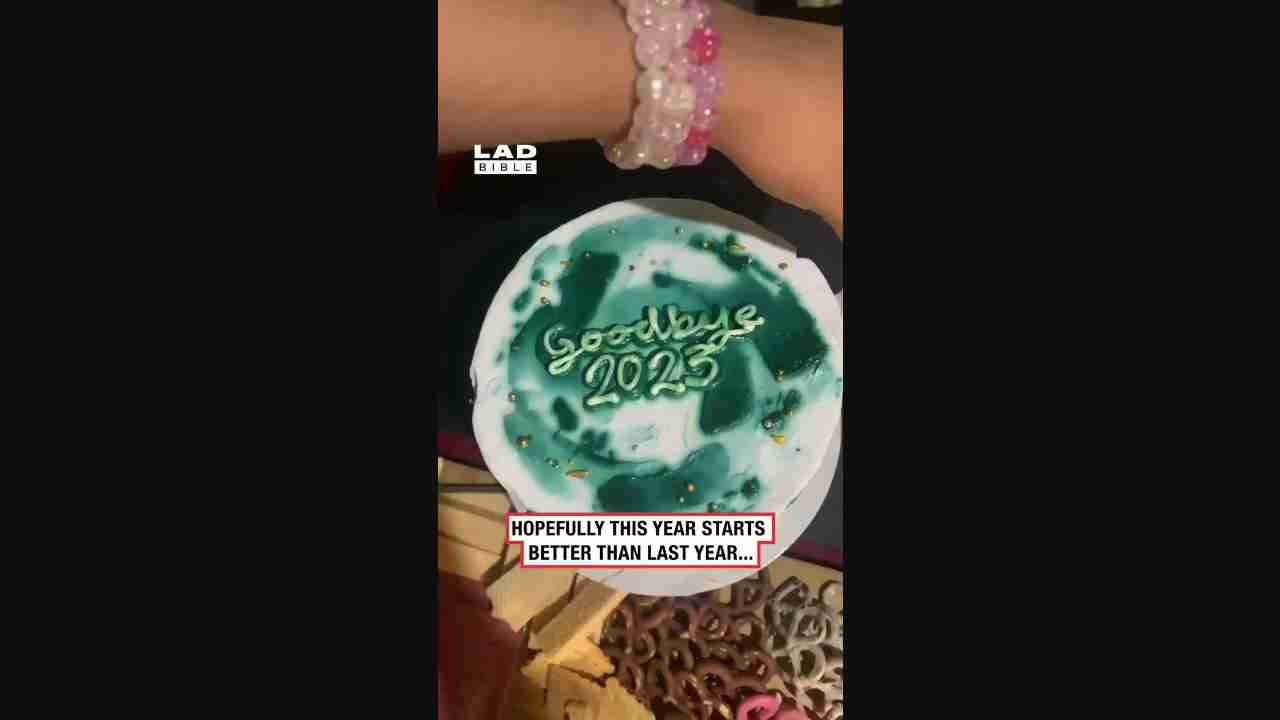 LAD
BIBLE
Goodbye
2023
HOPEFULLY THIS YEAR STARTS
BETTER THAN LAST YEAR...